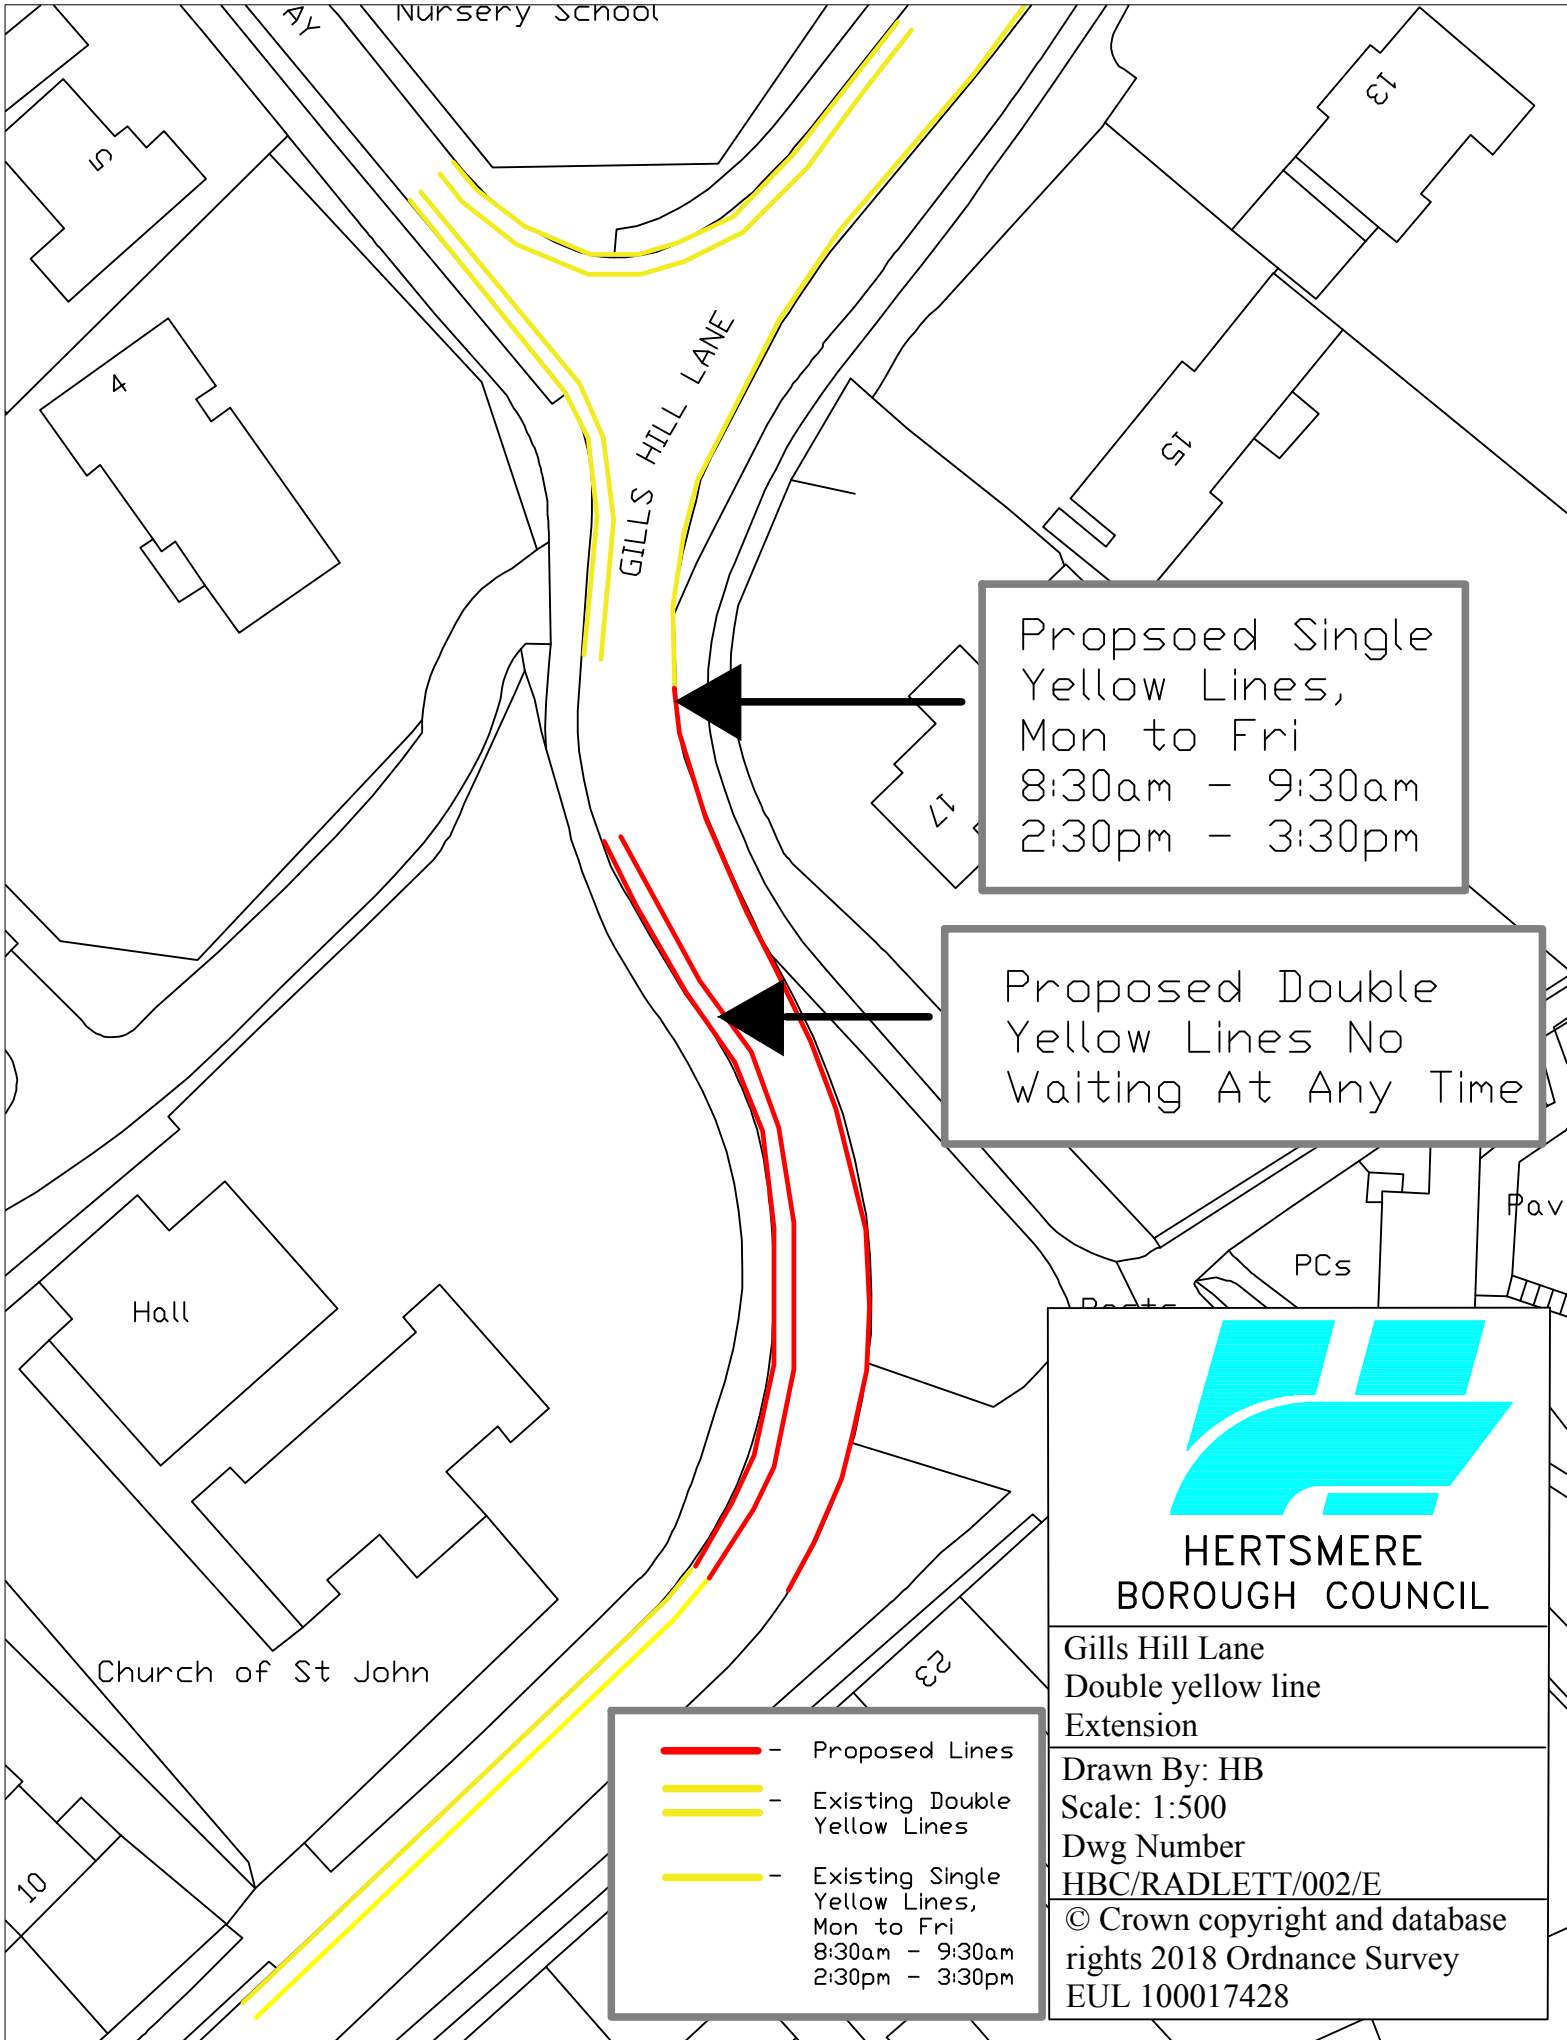 Nursery School
AY
5
13
4
GILLS HILL LANE
15
Propsoed Single
Yellow Lines,
Mon to Fri
8:30am - 9:30am
2:30pm - 3:30pm
17
Proposed Double
Yellow Lines No
Waiting At Any Time
Pav
PCs
Hall
HERTSMERE
BOROUGH COUNCIL
Church of St John
23
Gills Hill Lane
Double yellow line
Extension
- Proposed Lines
- Existing Double
Yellow Lines
- Existing Single
Yellow Lines,
Mon to Fri
8:30am - 9:30am
2:30pm - 3:30pm
Drawn By: HB
Scale: 1:500
Dwg Number
HBC/RADLETT/002/E
10
© Crown copyright and database
rights 2018 Ordnance Survey
EUL 100017428